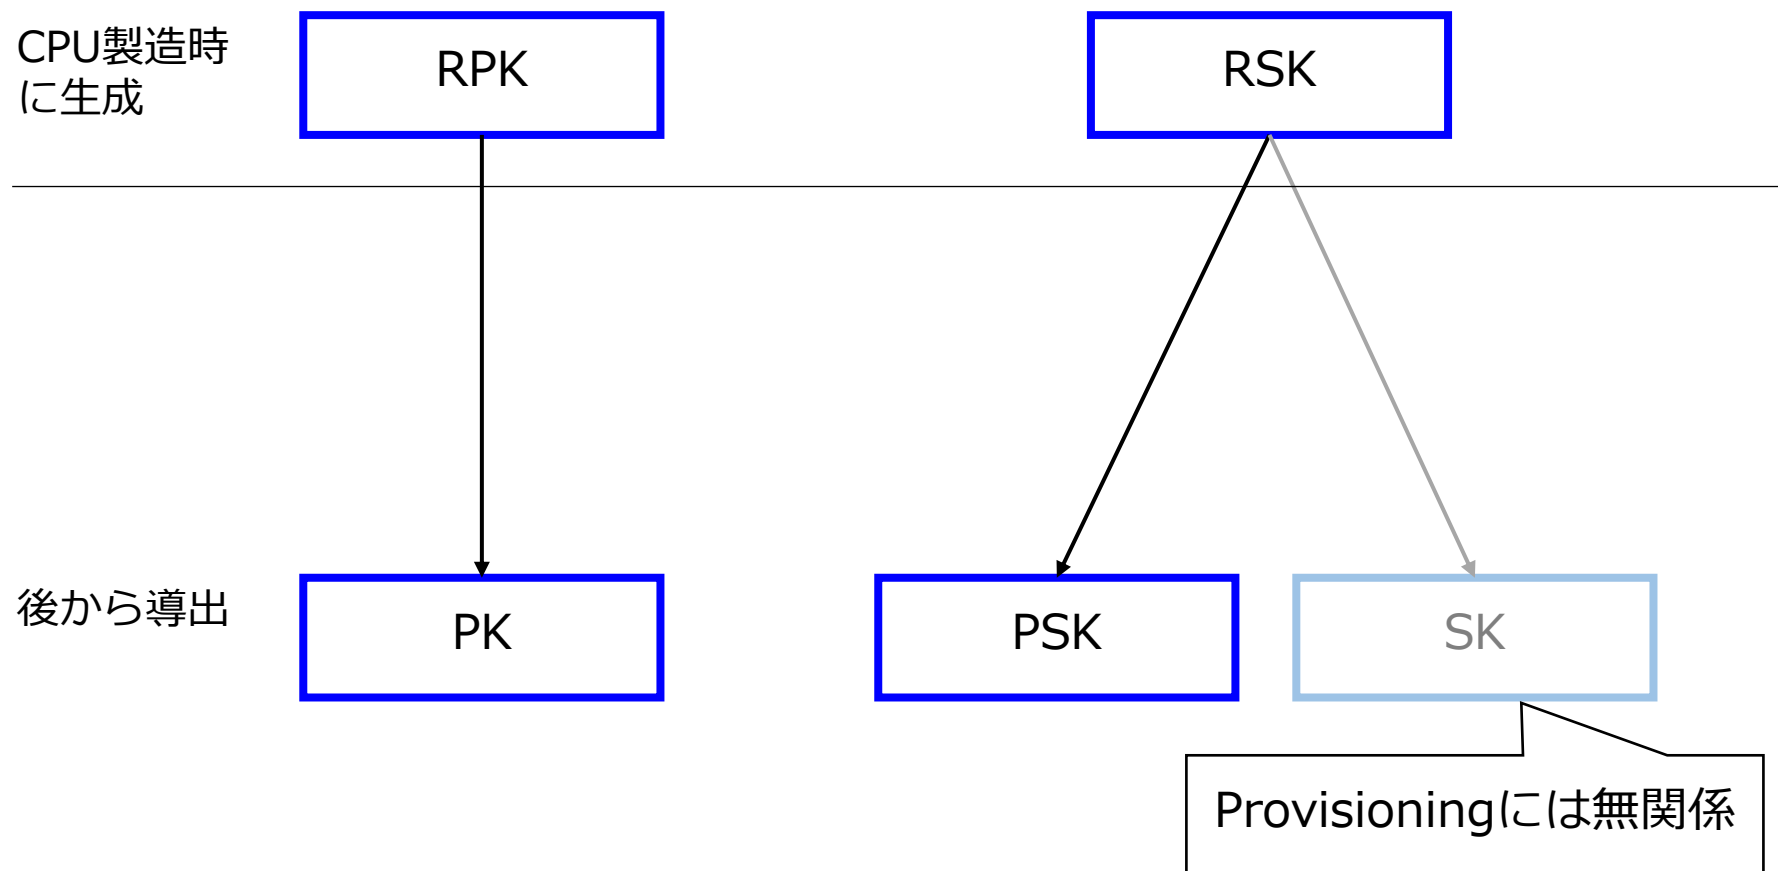 CPU製造時
に生成
RPK
RSK
後から導出
PK
PSK
SK
Provisioningには無関係